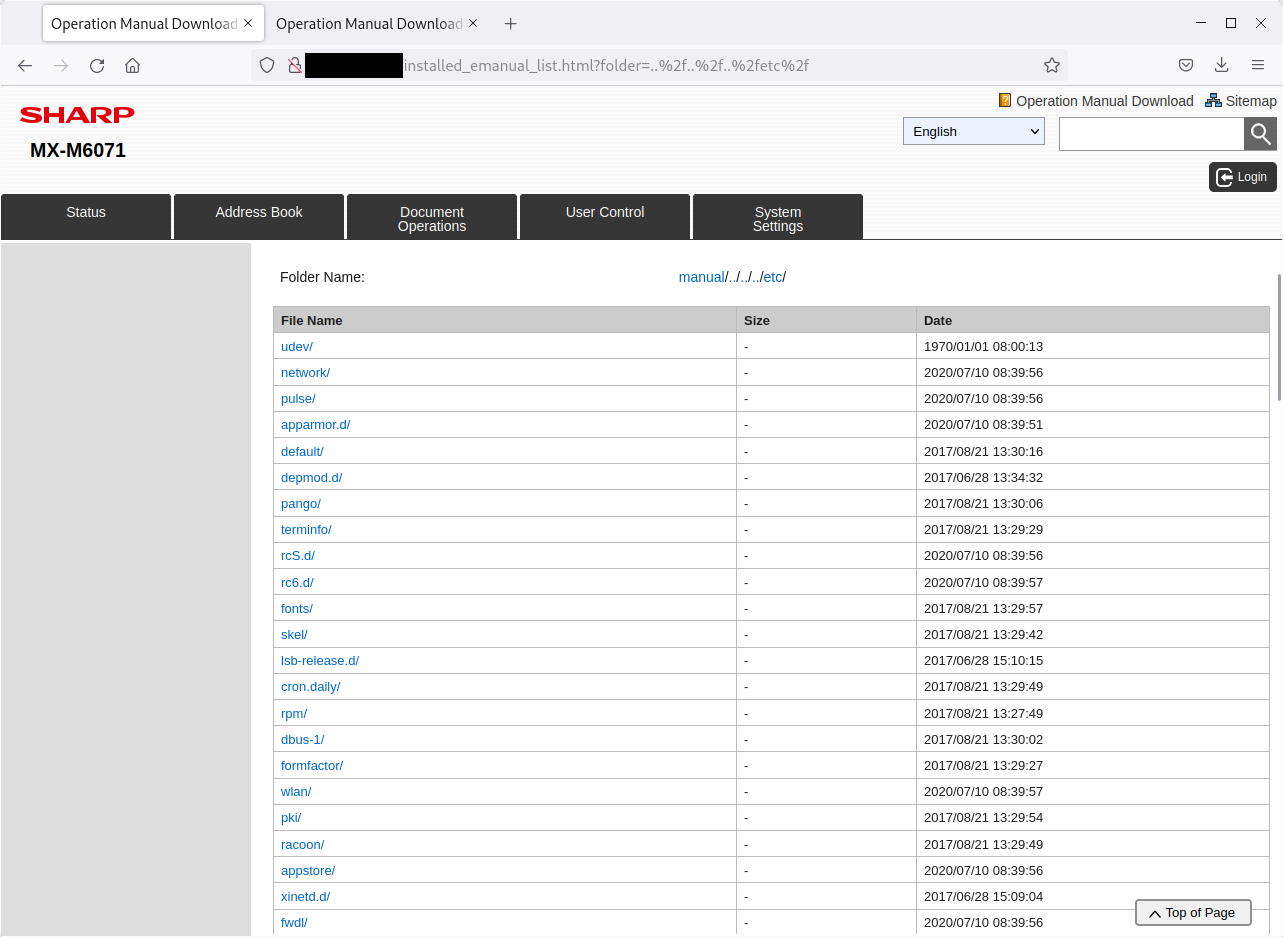 Operation Manual Download Operation Manual Download
installed_emanual_list.html?folder=..%2f..%2f..%2fetc%2f
SHARP
Operation Manual Download Sitemap
English
MX-M6071
Login
Status Address Book Document Operations User Control System Settings
Folder Name: manual/../../../etc/
File Name Size Date
udev/ - 1970/01/01 08:00:13
network/ - 2020/07/10 08:39:56
pulse/ - 2020/07/10 08:39:56
apparmor.d/ - 2020/07/10 08:39:51
default/ - 2017/08/21 13:30:16
depmod.d/ - 2017/06/28 13:34:32
pango/ - 2017/08/21 13:30:06
terminfo/ - 2017/08/21 13:29:29
rcS.d/ - 2020/07/10 08:39:56
rc6.d/ - 2020/07/10 08:39:57
fonts/ - 2017/08/21 13:29:57
skel/ - 2017/08/21 13:29:42
lsb-release.d/ - 2017/06/28 15:10:15
cron.daily/ - 2017/08/21 13:29:49
rpm/ - 2017/08/21 13:27:49
dbus-1/ - 2017/08/21 13:30:02
formfactor/ - 2017/08/21 13:29:27
wlan/ - 2020/07/10 08:39:57
pki/ - 2017/08/21 13:29:54
racoon/ - 2017/08/21 13:29:49
appstore/ - 2020/07/10 08:39:56
xinetd.d/ - 2017/06/28 15:09:04
fwdl/ - 2020/07/10 08:39:56
Top of Page